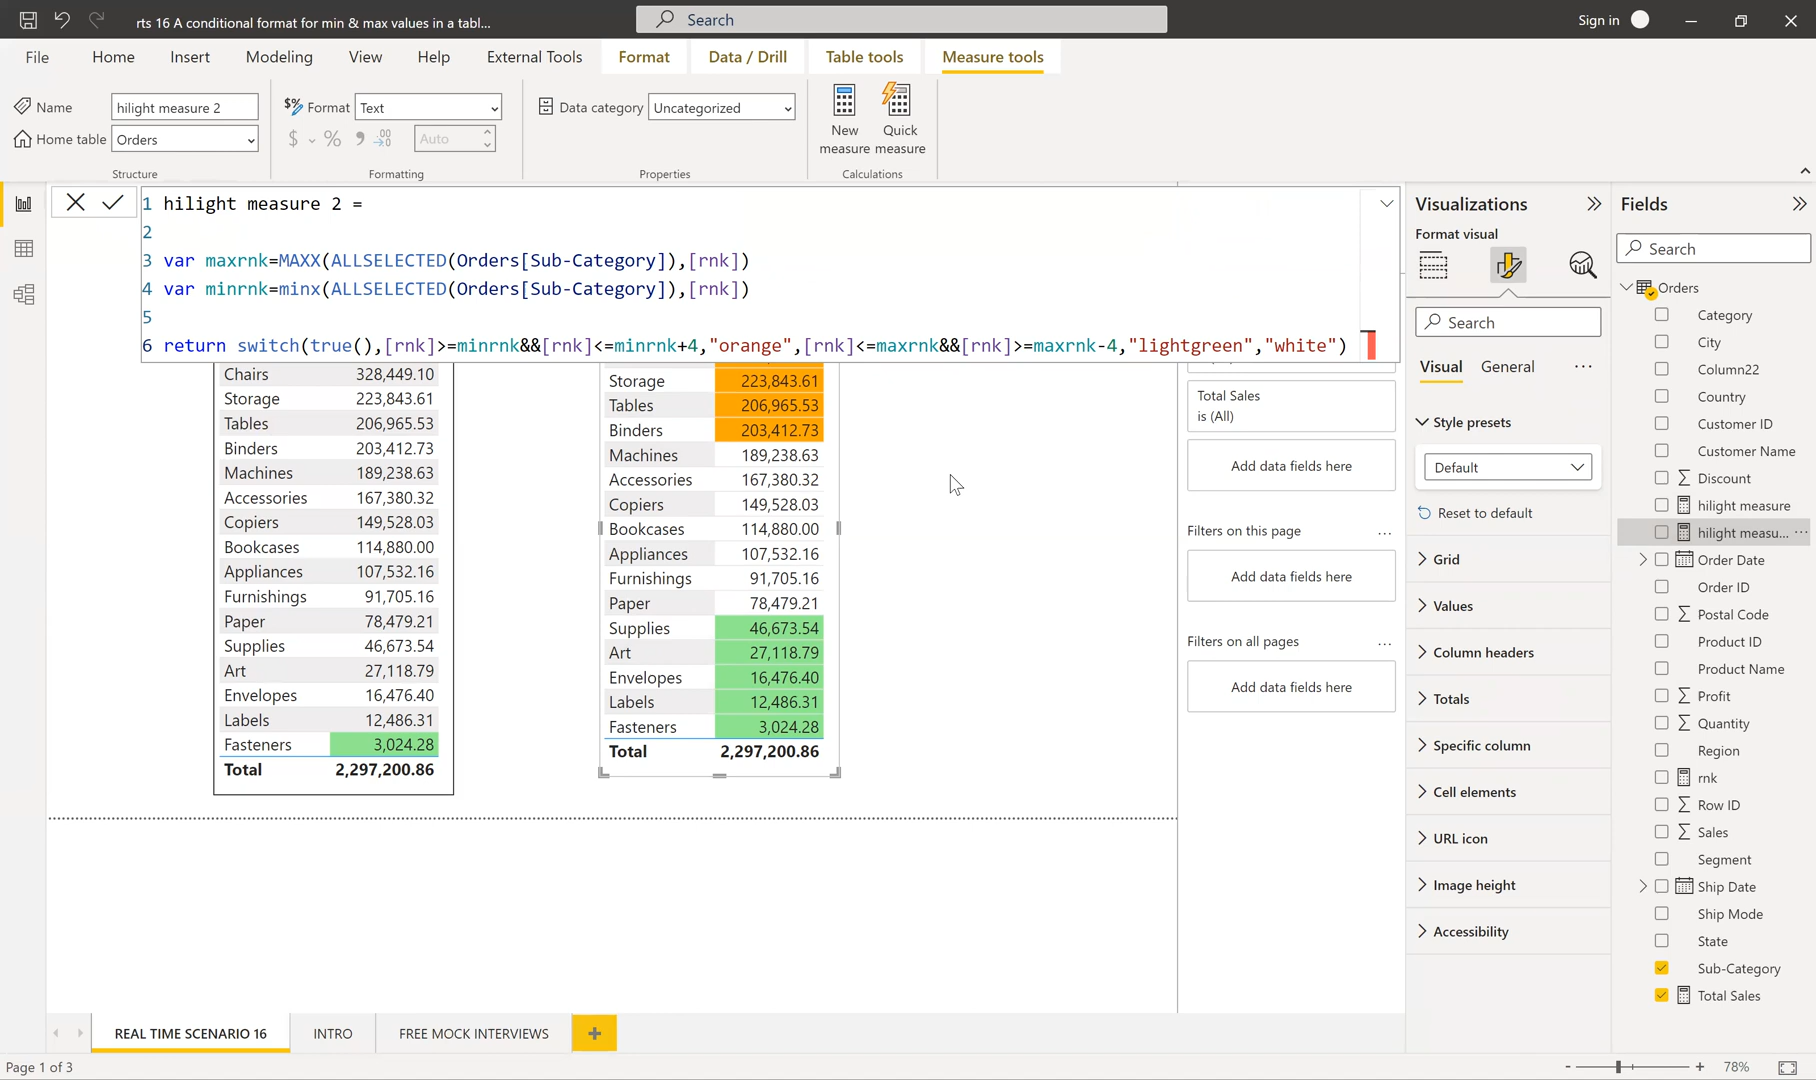 rts 16 A conditional format for min & max values in a tabl...
Search
Sign in
File
Home
Insert
Modeling
View
Help
External Tools
Format
Data / Drill
Table tools
Measure tools
Name
hilight measure 2
Home table
Orders
Structure
$% Format
Text
$ % 9 .00
Auto
Formatting
Data category
Uncategorized
Properties
New measure
Quick measure
Calculations
1 hilight measure 2 =
2
3 var maxrnk=MAXX(ALLSELECTED(Orders[Sub-Category]),[rnk])
4 var minrnk=minx(ALLSELECTED(Orders[Sub-Category]),[rnk])
5
6 return switch(true(),[rnk]>=minrnk&&[rnk]<=minrnk+4,"orange",[rnk]<=maxrnk&&[rnk]>=maxrnk-4,"lightgreen","white")
Chairs 328,449.10
Storage 223,843.61
Tables 206,965.53
Binders 203,412.73
Machines 189,238.63
Accessories 167,380.32
Copiers 149,528.03
Bookcases 114,880.00
Appliances 107,532.16
Furnishings 91,705.16
Paper 78,479.21
Supplies 46,673.54
Art 27,118.79
Envelopes 16,476.40
Labels 12,486.31
Fasteners 3,024.28
Total 2,297,200.86
Storage 223,843.61
Tables 206,965.53
Binders 203,412.73
Machines 189,238.63
Accessories 167,380.32
Copiers 149,528.03
Bookcases 114,880.00
Appliances 107,532.16
Furnishings 91,705.16
Paper 78,479.21
Supplies 46,673.54
Art 27,118.79
Envelopes 16,476.40
Labels 12,486.31
Fasteners 3,024.28
Total 2,297,200.86
Total Sales
is (All)
Add data fields here
Filters on this page ...
Add data fields here
Filters on all pages ...
Add data fields here
Visualizations
Format visual
Search
Visual
General
...
Style presets
Default
Reset to default
Grid
Values
Column headers
Totals
Specific column
Cell elements
URL icon
Image height
Accessibility
Fields
Search
Orders
Category
City
Column22
Country
Customer ID
Customer Name
Discount
hilight measure
hilight measu... ...
Order Date
Order ID
Postal Code
Product ID
Product Name
Profit
Quantity
Region
rnk
Row ID
Sales
Segment
Ship Date
Ship Mode
State
Sub-Category
Total Sales
REAL TIME SCENARIO 16
INTRO
FREE MOCK INTERVIEWS
Page 1 of 3
- + 78%